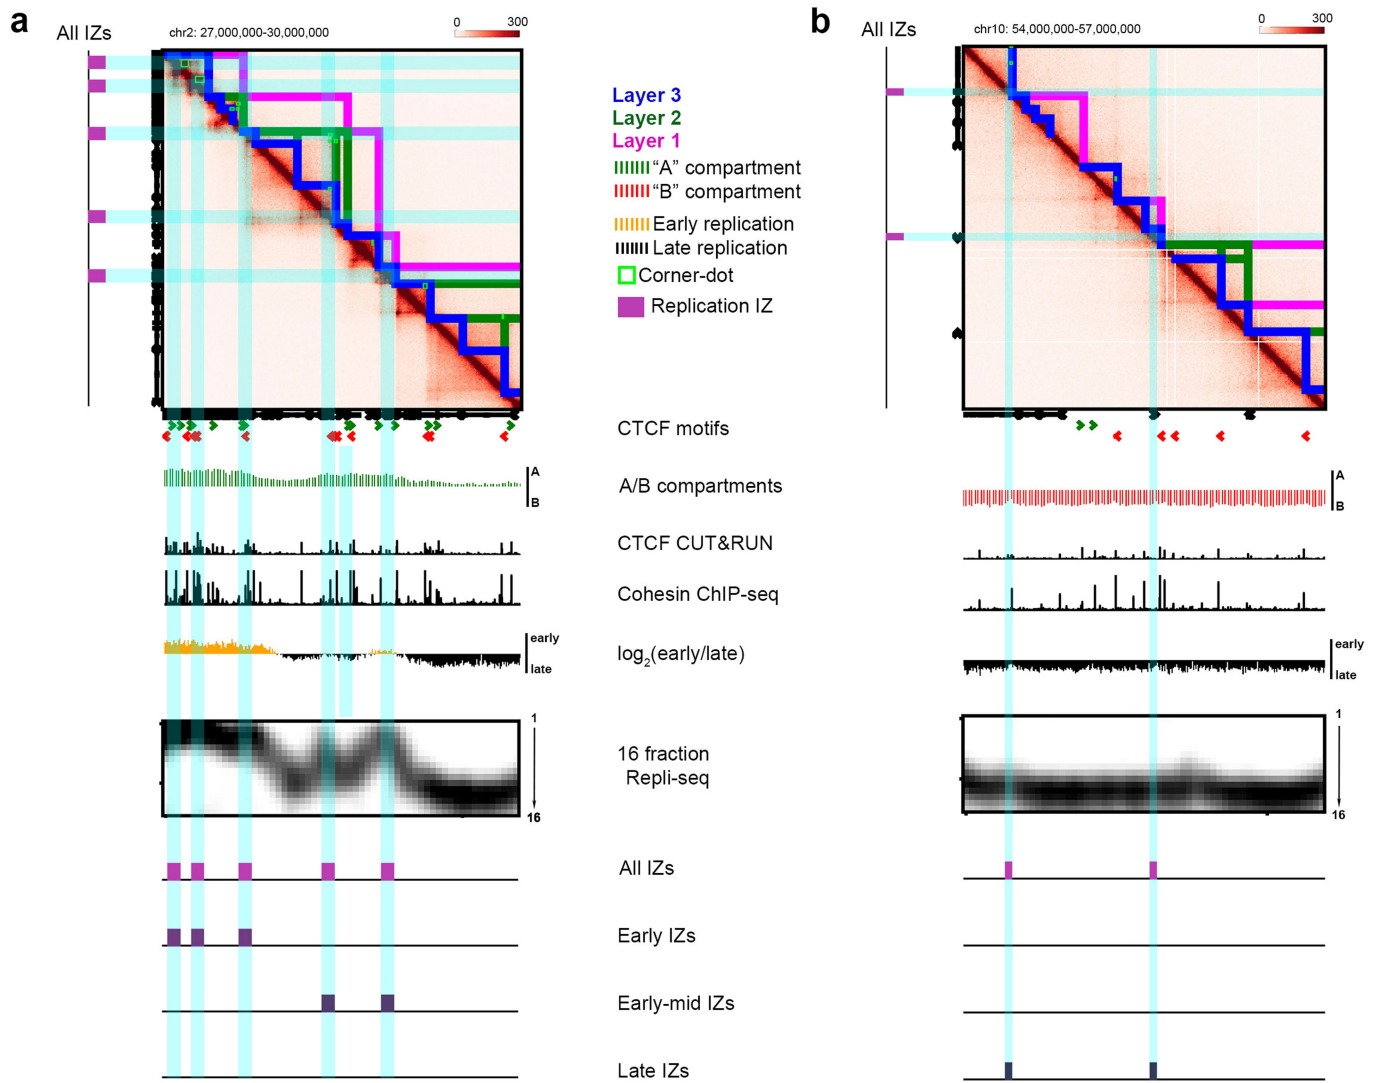 a
All IZs
chr2: 27,000,000-30,000,000
0 300
Layer 3
Layer 2
Layer 1
"A" compartment
"B" compartment
Early replication
Late replication
Corner-dot
Replication IZ
b
All IZs
chr10: 54,000,000-57,000,000
0 300
CTCF motifs
A
B
A/B compartments
A
B
CTCF CUT&RUN
Cohesin ChIP-seq
early
late
log2(early/late)
early
late
1
16
16 fraction
Repli-seq
1
16
All IZs
Early IZs
Early-mid IZs
Late IZs